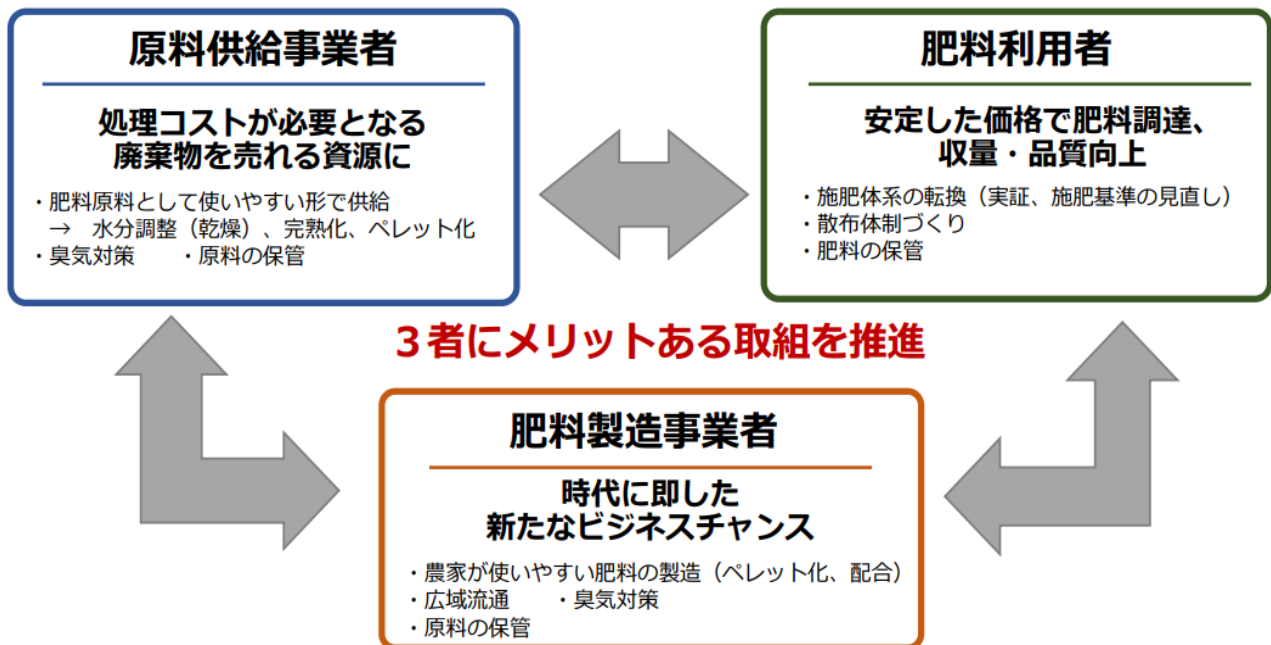 原料供給事業者
処理コストが必要となる
廃棄物を売れる資源に
・肥料原料として使いやすい形で供給
→ 水分調整（乾燥）、完熟化、ペレット化
・臭気対策 ・原料の保管
肥料利用者
安定した価格で肥料調達、
収量・品質向上
・施肥体系の転換（実証、施肥基準の見直し）
・散布体制づくり
・肥料の保管
３者にメリットある取組を推進
肥料製造事業者
時代に即した
新たなビジネスチャンス
・農家が使いやすい肥料の製造（ペレット化、配合）
・広域流通 ・臭気対策
・原料の保管